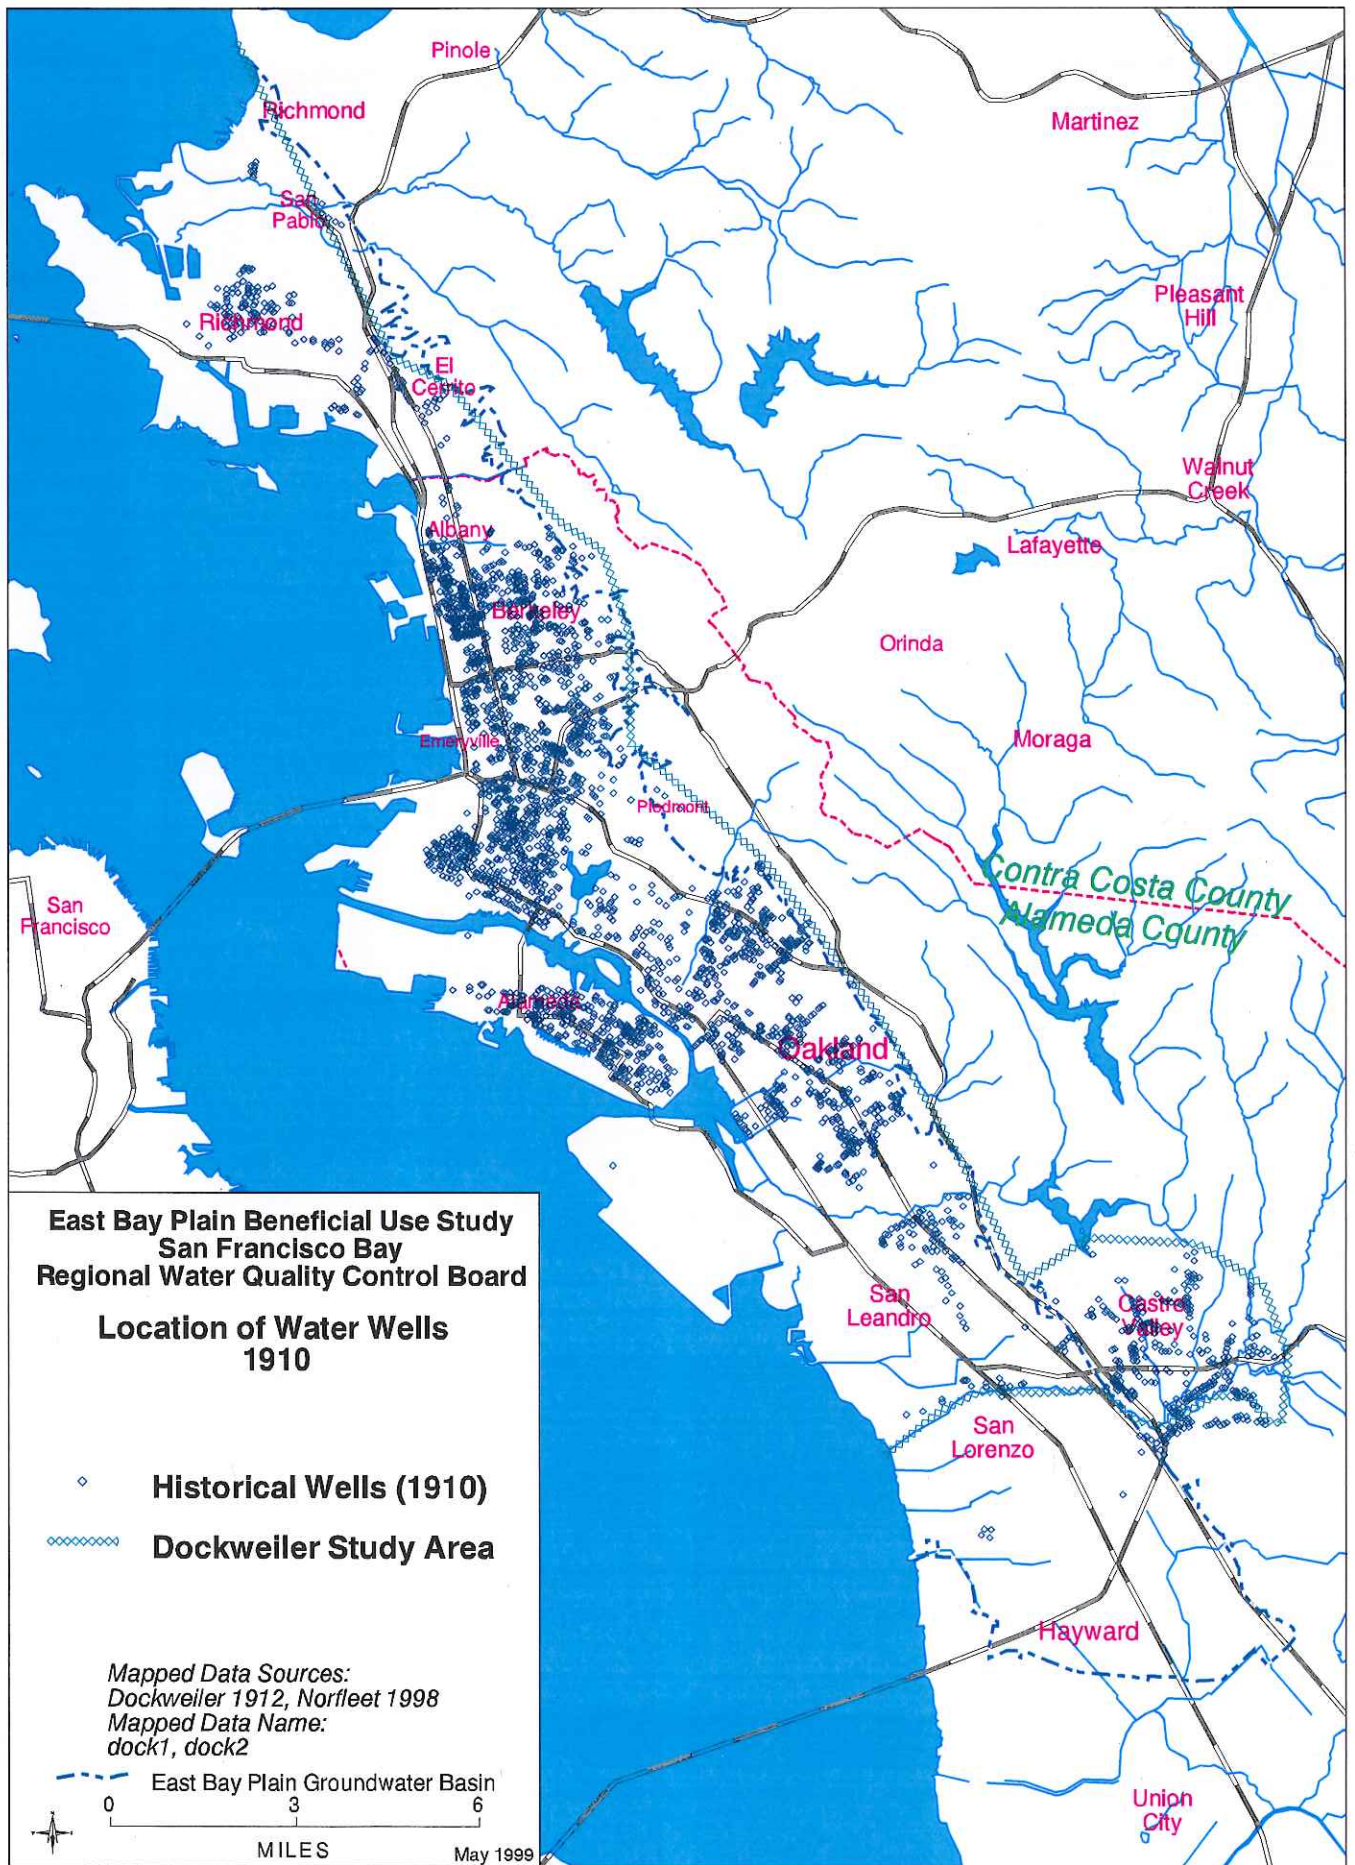 Pinole
Richmond
Martinez
San
Pablo
Pleasant
Hill
Richmond
El
Cerrito
Walnut
Creek
Albany
Lafayette
Berkeley
Orinda
Emeryville
Moraga
Piedmont
Contra Costa County
Alameda County
San
Francisco
Alameda
Oakland
San
Leandro
Castro
Valley
San
Lorenzo
Hayward
Union
City
East Bay Plain Beneficial Use Study
San Francisco Bay
Regional Water Quality Control Board
Location of Water Wells
1910
Historical Wells (1910)
Dockweiler Study Area
Mapped Data Sources:
Dockweiler 1912, Norfleet 1998
Mapped Data Name:
dock1, dock2
East Bay Plain Groundwater Basin
0 3 6
MILES
May 1999